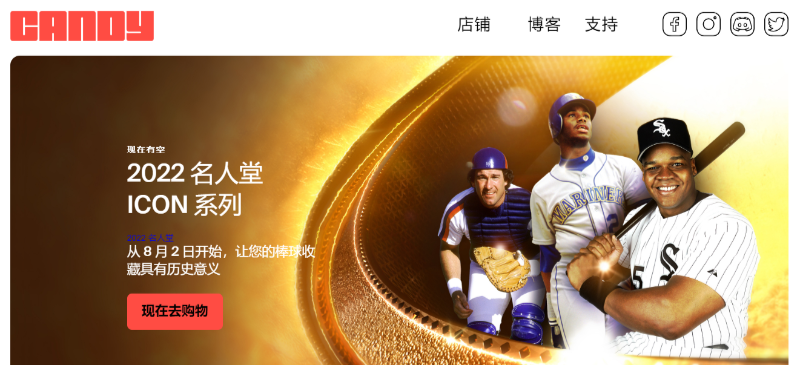 CANDY
店铺 博客 支持
现在有空
2022 名人堂
ICON 系列
2022 名人堂
从 8 月 2 日开始，让您的棒球收
藏具有历史意义
现在去购物
MARINERS
Sox
S
5